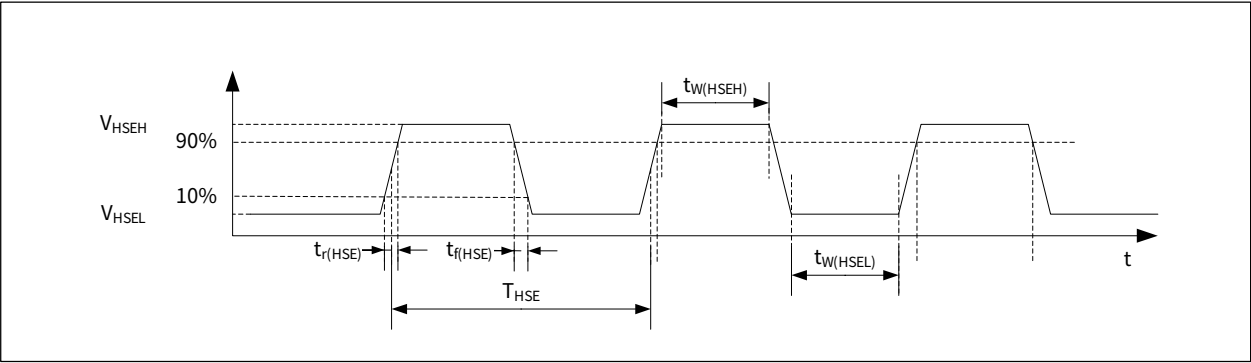 tW(HSEH)
VHSEH
90%
10%
VHSEL
tr(HSE)
tf(HSE)
tW(HSEL)
t
THSE